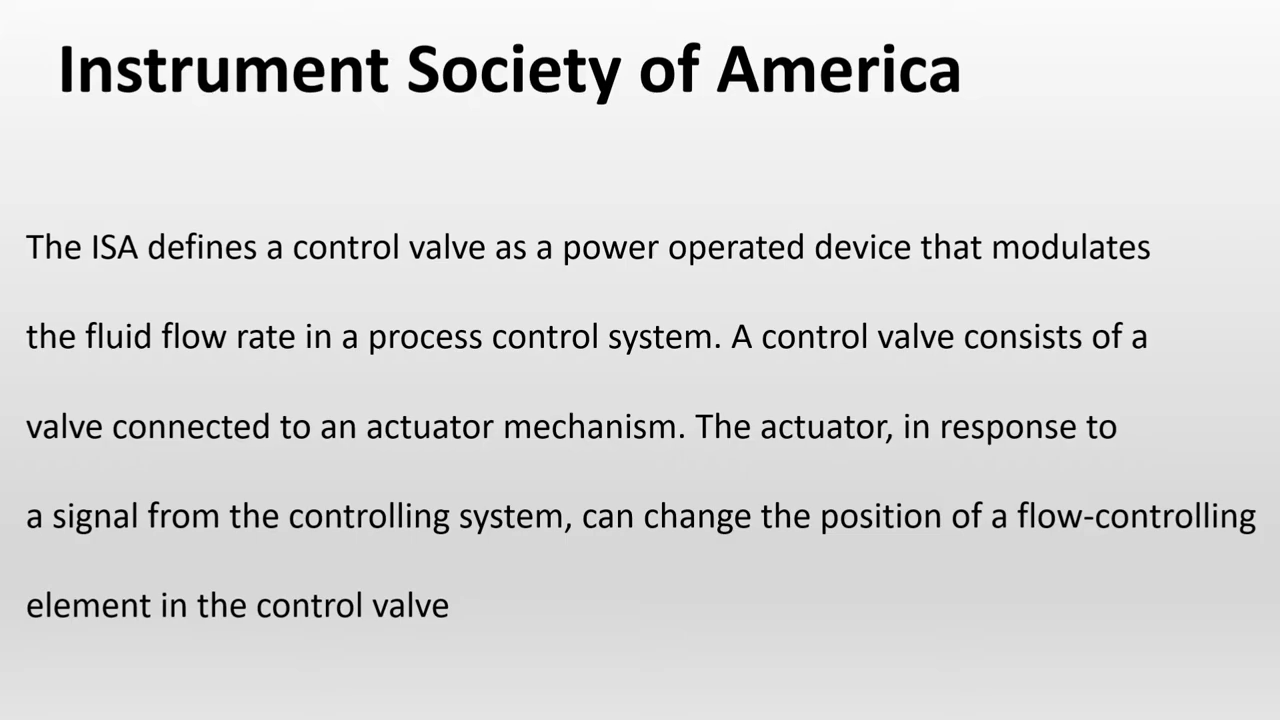 Instrument Society of America
The ISA defines a control valve as a power operated device that modulates
the fluid flow rate in a process control system. A control valve consists of a
valve connected to an actuator mechanism. The actuator, in response to
a signal from the controlling system, can change the position of a flow-controlling
element in the control valve